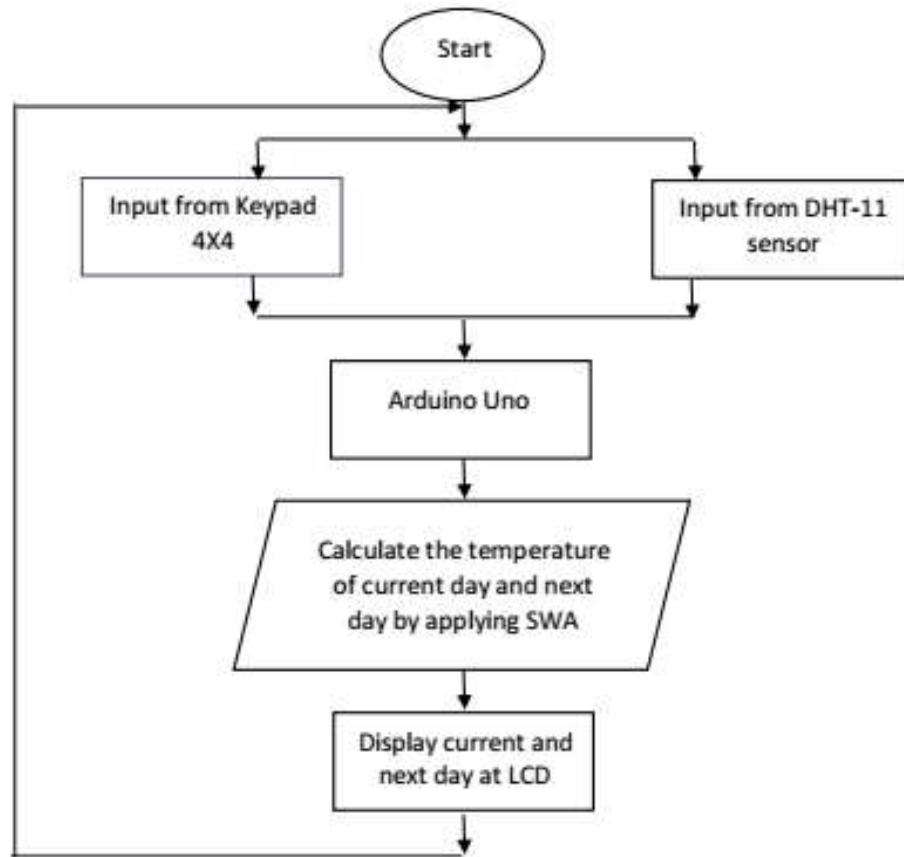 Start
Input from Keypad
4X4
Input from DHT-11
sensor
Arduino Uno
Calculate the temperature
of current day and next
day by applying SWA
Display current and
next day at LCD